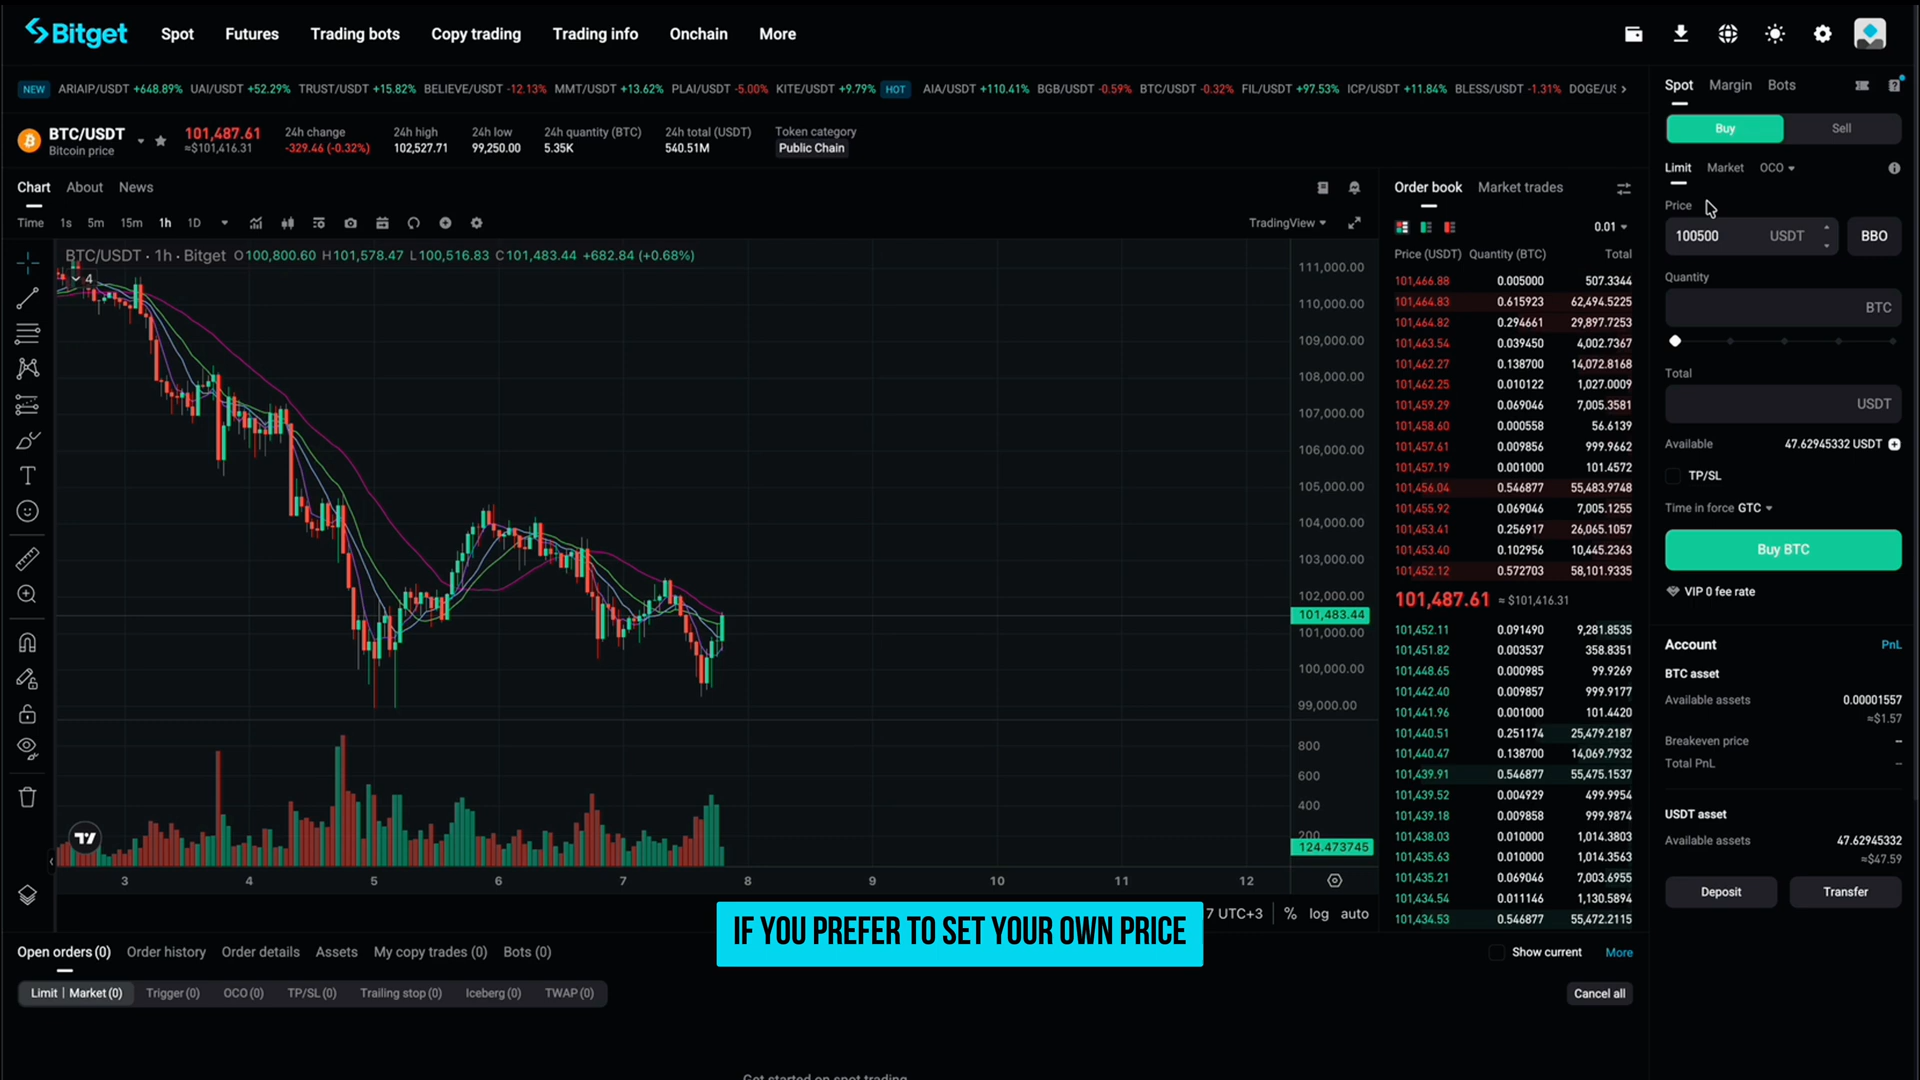 Bitget Spot Futures Trading bots Copy trading Trading info Onchain More
NEW ARIAIP/USDT +648.89% UAI/USDT +52.29% TRUST/USDT +15.82% BELIEVE/USDT -12.13% MMT/USDT +13.62% PLAI/USDT -5.00% KITE/USDT +9.79% HOT AIA/USDT +110.41% BGB/USDT -0.59% BTC/USDT -0.32% FIL/USDT +97.53% ICP/USDT +11.84% BLESS/USDT -1.31% DOGE/US
BTC/USDT
Bitcoin price
101,487.61
≈$101,416.31
24h change
-329.46 (-0.32%)
24h high
102,527.71
24h low
99,250.00
24h quantity (BTC)
5.35K
24h total (USDT)
540.51M
Token category
Public Chain
Chart About News
Time 1s 5m 15m 1h 1D
TradingView
BTC/USDT · 1h · Bitget O100,800.60 H101,578.47 L100,516.83 C101,483.44 +682.84 (+0.68%)
4
111,000.00
110,000.00
109,000.00
108,000.00
107,000.00
106,000.00
105,000.00
104,000.00
103,000.00
102,000.00
101,483.44
101,000.00
100,000.00
99,000.00
800
600
400
200
124.473745
3 4 5 6 7 8 9 10 11 12
7 UTC+3 % log auto
Order book Market trades
0.01
Price (USDT) Quantity (BTC) Total
101,466.88 0.005000 507.3344
101,464.83 0.615923 62,494.5225
101,464.82 0.294661 29,897.7253
101,463.54 0.039450 4,002.7367
101,462.27 0.138700 14,072.8168
101,462.25 0.010122 1,027.0009
101,459.29 0.069046 7,005.3581
101,458.60 0.000558 56.6139
101,457.61 0.009856 999.9662
101,457.19 0.001000 101.4572
101,456.04 0.546877 55,483.9748
101,455.92 0.069046 7,005.1255
101,453.41 0.256917 26,065.1057
101,453.40 0.102956 10,445.2363
101,452.12 0.572703 58,101.9335
101,487.61 ≈ $101,416.31
101,452.11 0.091490 9,281.8535
101,451.82 0.003537 358.8351
101,448.65 0.000985 99.9269
101,442.40 0.009857 999.9177
101,441.96 0.001000 101.4420
101,440.51 0.251174 25,479.2187
101,440.47 0.138700 14,069.7932
101,439.91 0.546877 55,475.1537
101,439.52 0.004929 499.9954
101,439.18 0.009858 999.9874
101,438.03 0.010000 1,014.3803
101,435.63 0.010000 1,014.3563
101,435.21 0.069046 7,003.6955
101,434.54 0.011146 1,130.5894
101,434.53 0.546877 55,472.2115
Spot Margin Bots
Buy Sell
Limit Market OCO
Price
100500 USDT BBO
Quantity
BTC
Total
USDT
Available 47.62945332 USDT
TP/SL
Time in force GTC
Buy BTC
VIP 0 fee rate
Account PnL
BTC asset
Available assets 0.00001557
≈$1.57
Breakeven price --
Total PnL --
USDT asset
Available assets 47.62945332
≈$47.59
Deposit Transfer
IF YOU PREFER TO SET YOUR OWN PRICE
Open orders (0) Order history Order details Assets My copy trades (0) Bots (0)
Show current More
Limit | Market (0) Trigger (0) OCO (0) TP/SL (0) Trailing stop (0) Iceberg (0) TWAP (0)
Cancel all
Get started on spot trading